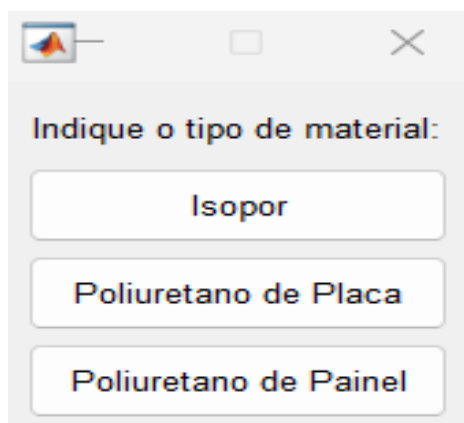 Indique o tipo de material:
Isopor
Poliuretano de Placa
Poliuretano de Painel